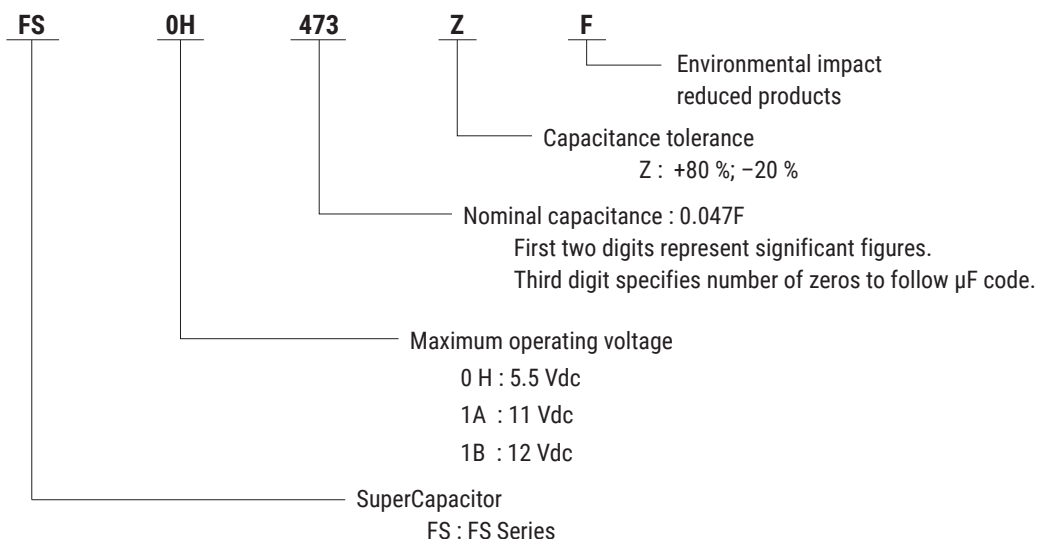 FS 0H 473 Z F
Environmental impact
reduced products
Capacitance tolerance
Z : +80 %; −20 %
Nominal capacitance : 0.047F
First two digits represent significant figures.
Third digit specifies number of zeros to follow µF code.
Maximum operating voltage
0 H : 5.5 Vdc
1A : 11 Vdc
1B : 12 Vdc
SuperCapacitor
FS : FS Series